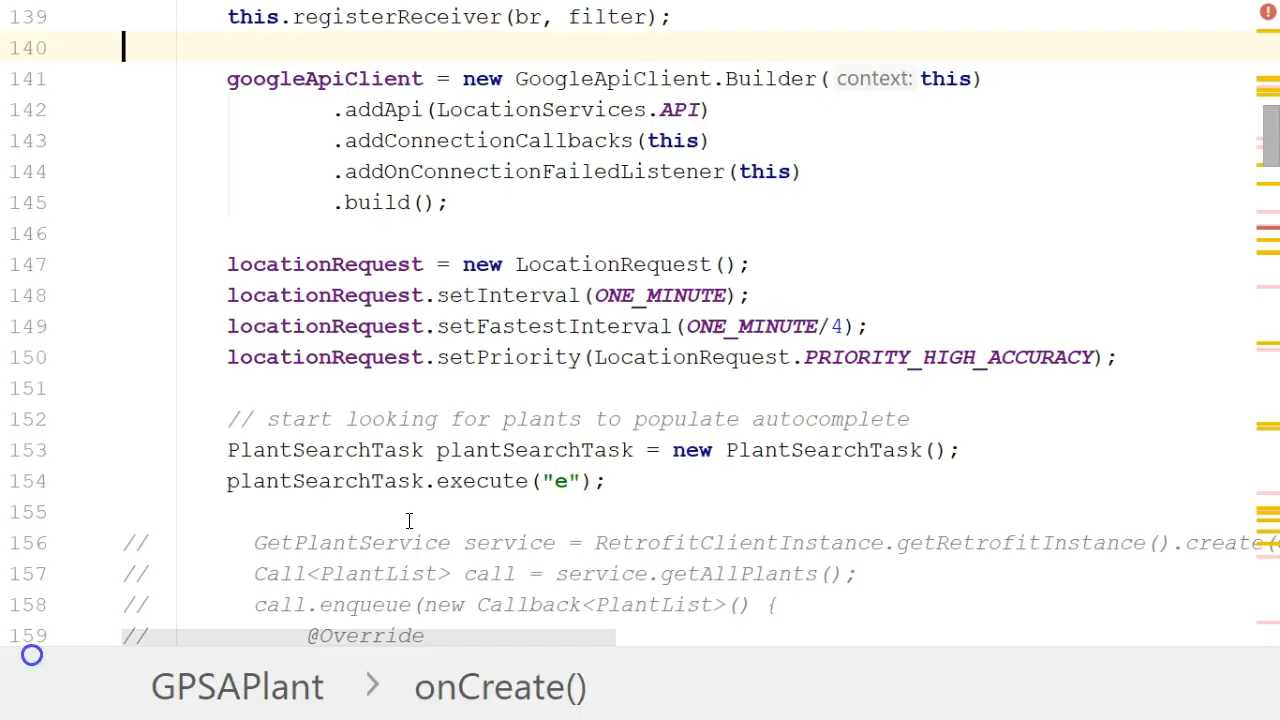 139 this.registerReceiver(br, filter);
140
141 googleApiClient = new GoogleApiClient.Builder( context: this)
142 .addApi(LocationServices.API)
143 .addConnectionCallbacks(this)
144 .addOnConnectionFailedListener(this)
145 .build();
146
147 locationRequest = new LocationRequest();
148 locationRequest.setInterval(ONE_MINUTE);
149 locationRequest.setFastestInterval(ONE_MINUTE/4);
150 locationRequest.setPriority(LocationRequest.PRIORITY_HIGH_ACCURACY);
151
152 // start looking for plants to populate autocomplete
153 PlantSearchTask plantSearchTask = new PlantSearchTask();
154 plantSearchTask.execute("e");
155
156 // GetPlantService service = RetrofitClientInstance.getRetrofitInstance().create(
157 // Call<PlantList> call = service.getAllPlants();
158 // call.enqueue(new Callback<PlantList>() {
159 // @Override
GPSAPlant > onCreate()